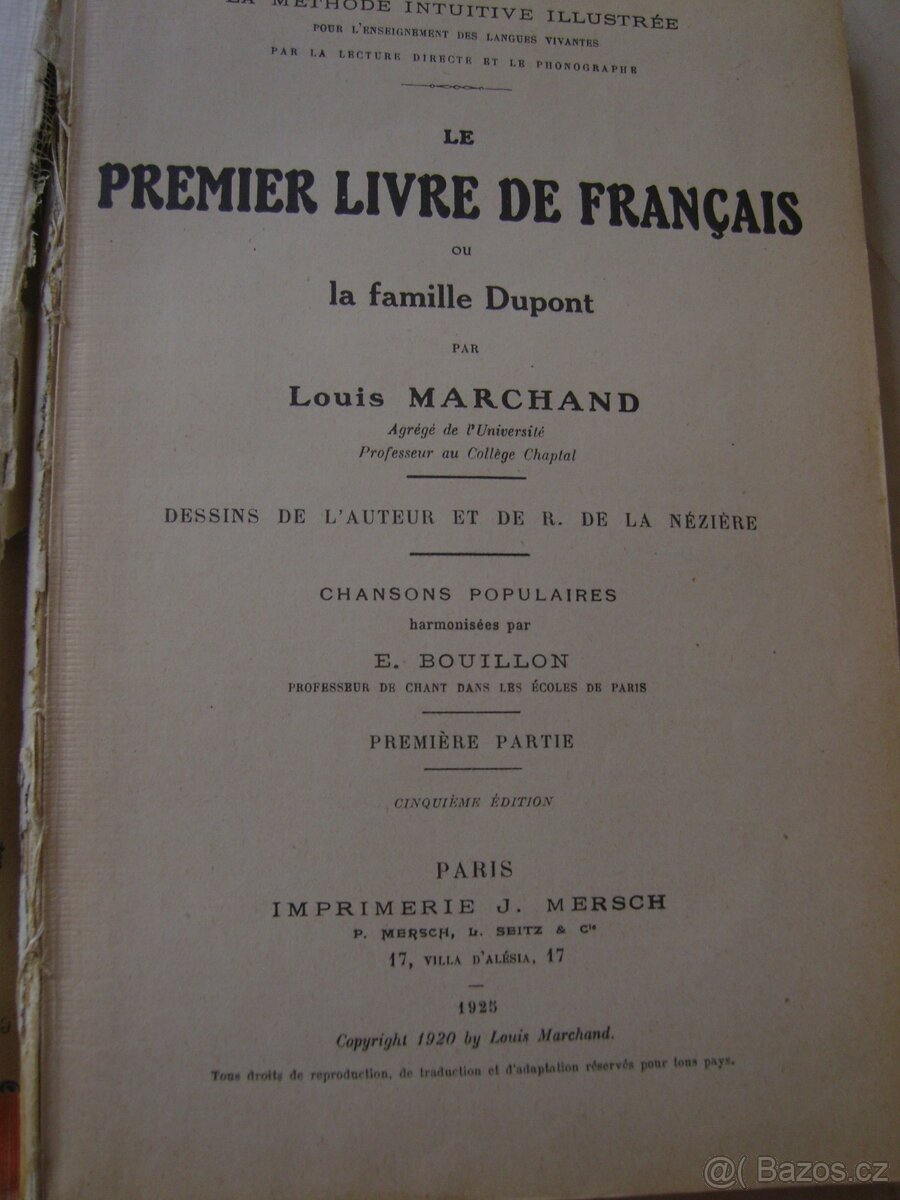 LA MÉTHODE INTUITIVE ILLUSTRÉE
POUR L'ENSEIGNEMENT DES LANGUES VIVANTES
PAR LA LECTURE DIRECTE ET LE PHONOGRAPHE
LE
PREMIER LIVRE DE FRANÇAIS
OU
la famille Dupont
PAR
Louis MARCHAND
Agrégé de l'Université
Professeur au Collège Chaptal
DESSINS DE L'AUTEUR ET DE R. DE LA NÉZIÈRE
CHANSONS POPULAIRES
harmonisées par
E. BOUILLON
PROFESSEUR DE CHANT DANS LES ÉCOLES DE PARIS
PREMIÈRE PARTIE
CINQUIÈME ÉDITION
PARIS
IMPRIMERIE J. MERSCH
P. MERSCH, L. SEITZ & Cie
17, VILLA D'ALÉSIA, 17
1925
Copyright 1920 by Louis Marchand.
Tous droits de reproduction, de traduction et d'adaptation réservés pour tous pays.
@( Bazos.cz